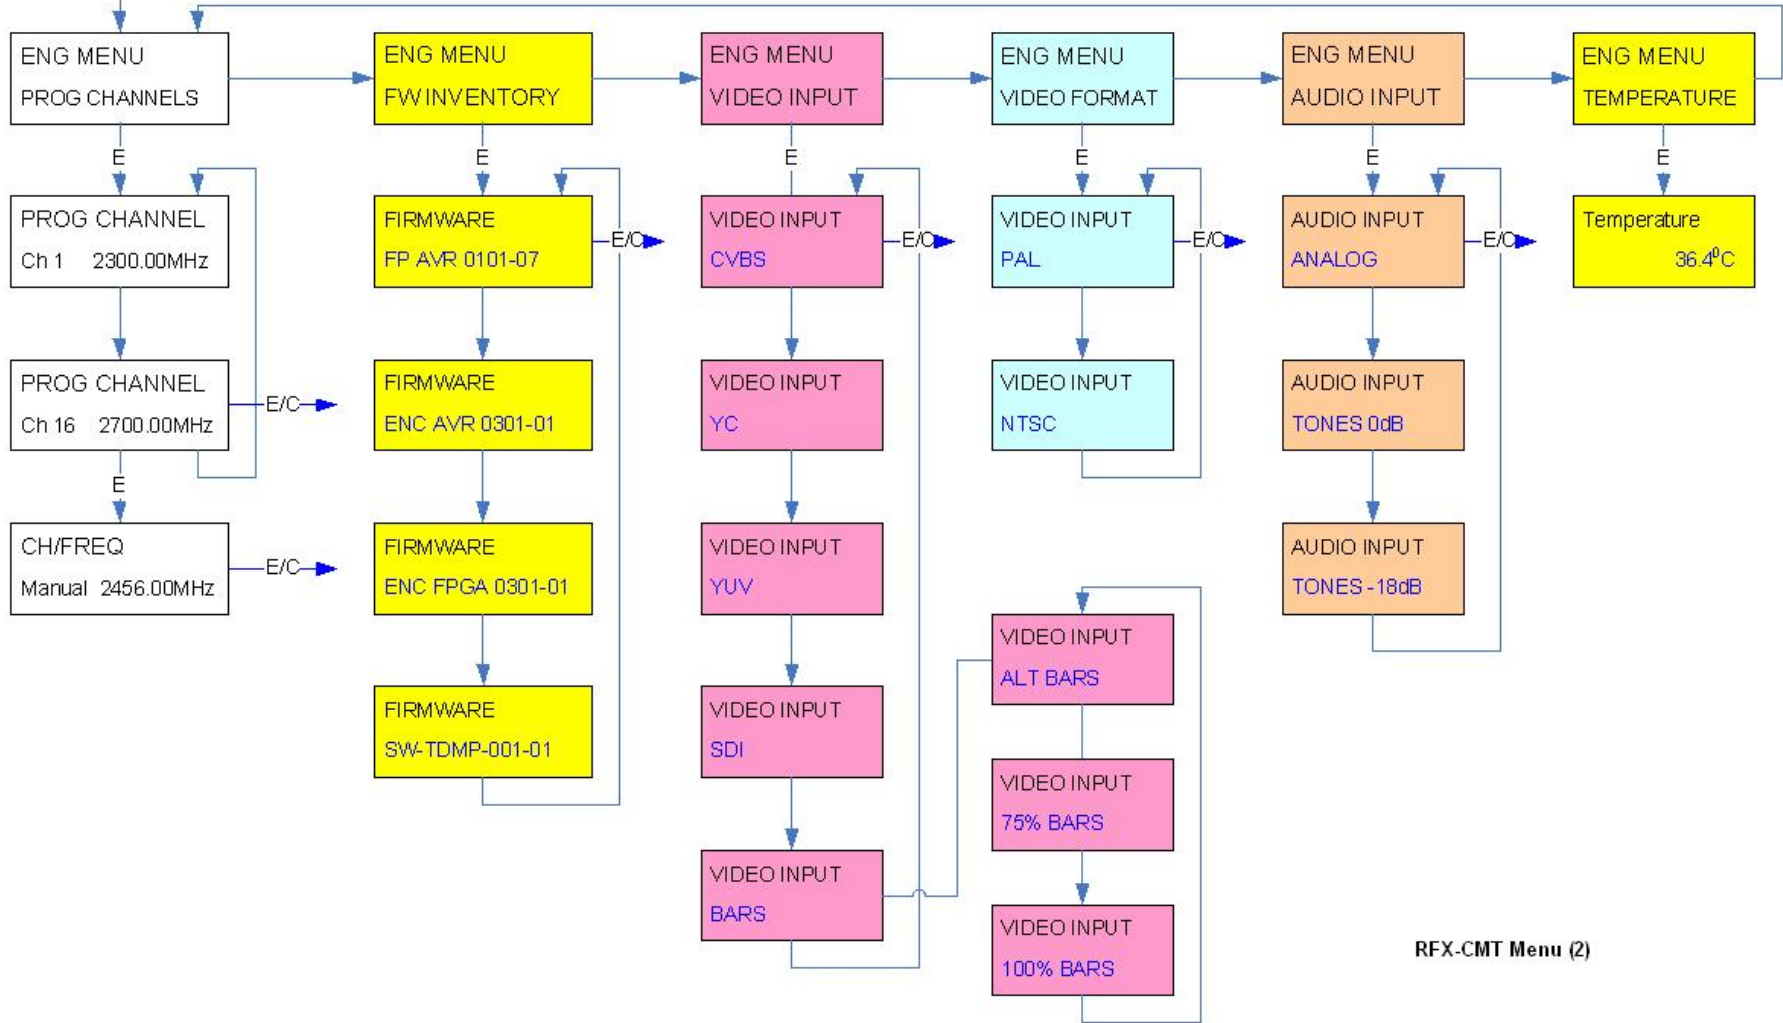 ENG MENU
PROG CHANNELS
ENG MENU
FW INVENTORY
ENG MENU
VIDEO INPUT
ENG MENU
VIDEO FORMAT
ENG MENU
AUDIO INPUT
ENG MENU
TEMPERATURE
E
E
E
E
E
E
PROG CHANNEL
Ch 1 2300.00MHz
FIRMWARE
FP AVR 0101-07
E/C
VIDEO INPUT
CVBS
E/C
VIDEO INPUT
PAL
E/C
AUDIO INPUT
ANALOG
E/C
Temperature
36.4⁰C
PROG CHANNEL
Ch 16 2700.00MHz
E/C
FIRMWARE
ENC AVR 0301-01
VIDEO INPUT
YC
VIDEO INPUT
NTSC
AUDIO INPUT
TONES 0dB
E
CH/FREQ
Manual 2456.00MHz
E/C
FIRMWARE
ENC FPGA 0301-01
VIDEO INPUT
YUV
AUDIO INPUT
TONES -18dB
VIDEO INPUT
ALT BARS
FIRMWARE
SW-TDMP-001-01
VIDEO INPUT
SDI
VIDEO INPUT
75% BARS
VIDEO INPUT
BARS
VIDEO INPUT
100% BARS
RFX-CMT Menu (2)